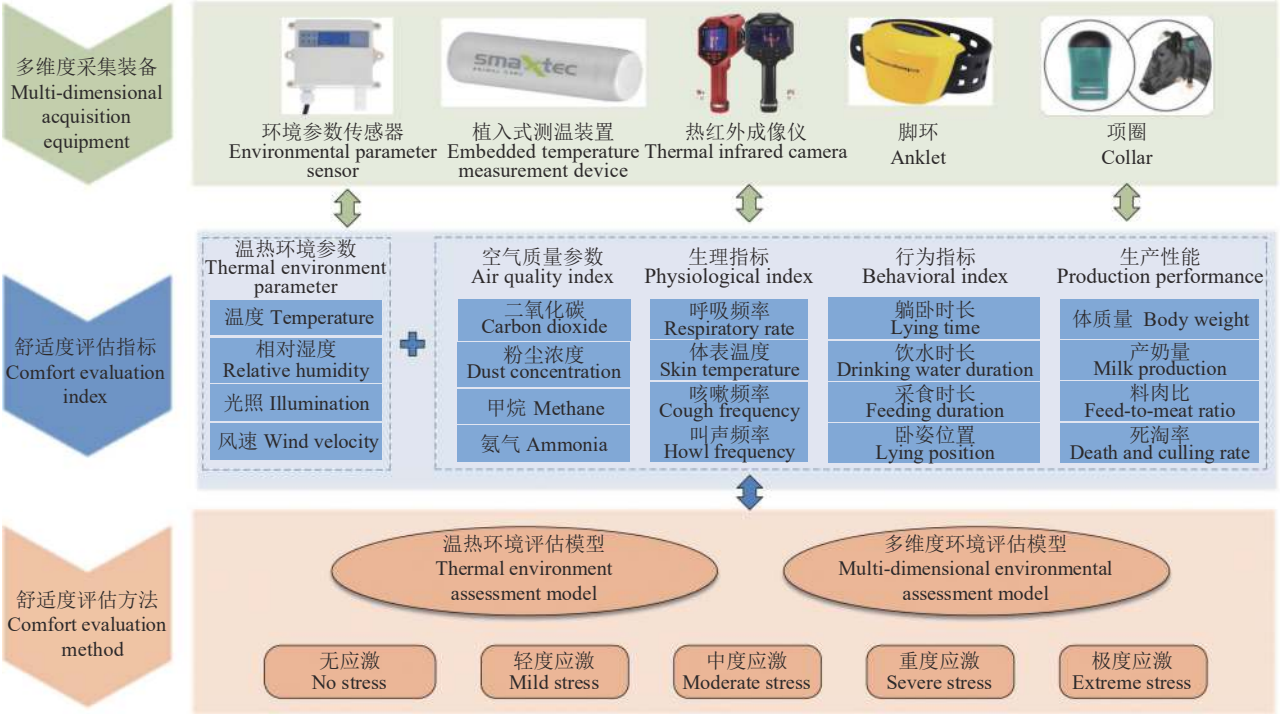 多维度采集装备
Multi-dimensional
acquisition
equipment
smaxtec
ANIMAL CARE
环境参数传感器
Environmental parameter
sensor
植入式测温装置
Embedded temperature
measurement device
热红外成像仪
Thermal infrared camera
脚环
Anklet
项圈
Collar
舒适度评估指标
Comfort evaluation
index
温热环境参数
Thermal environment
parameter
温度 Temperature
相对湿度
Relative humidity
光照 Illumination
风速 Wind velocity
空气质量参数
Air quality index
二氧化碳
Carbon dioxide
粉尘浓度
Dust concentration
甲烷 Methane
氨气 Ammonia
生理指标
Physiological index
呼吸频率
Respiratory rate
体表温度
Skin temperature
咳嗽频率
Cough frequency
叫声频率
Howl frequency
行为指标
Behavioral index
躺卧时长
Lying time
饮水时长
Drinking water duration
采食时长
Feeding duration
卧姿位置
Lying position
生产性能
Production performance
体质量 Body weight
产奶量
Milk production
料肉比
Feed-to-meat ratio
死淘率
Death and culling rate
舒适度评估方法
Comfort evaluation
method
温热环境评估模型
Thermal environment
assessment model
多维度环境评估模型
Multi-dimensional environmental
assessment model
无应激
No stress
轻度应激
Mild stress
中度应激
Moderate stress
重度应激
Severe stress
极度应激
Extreme stress